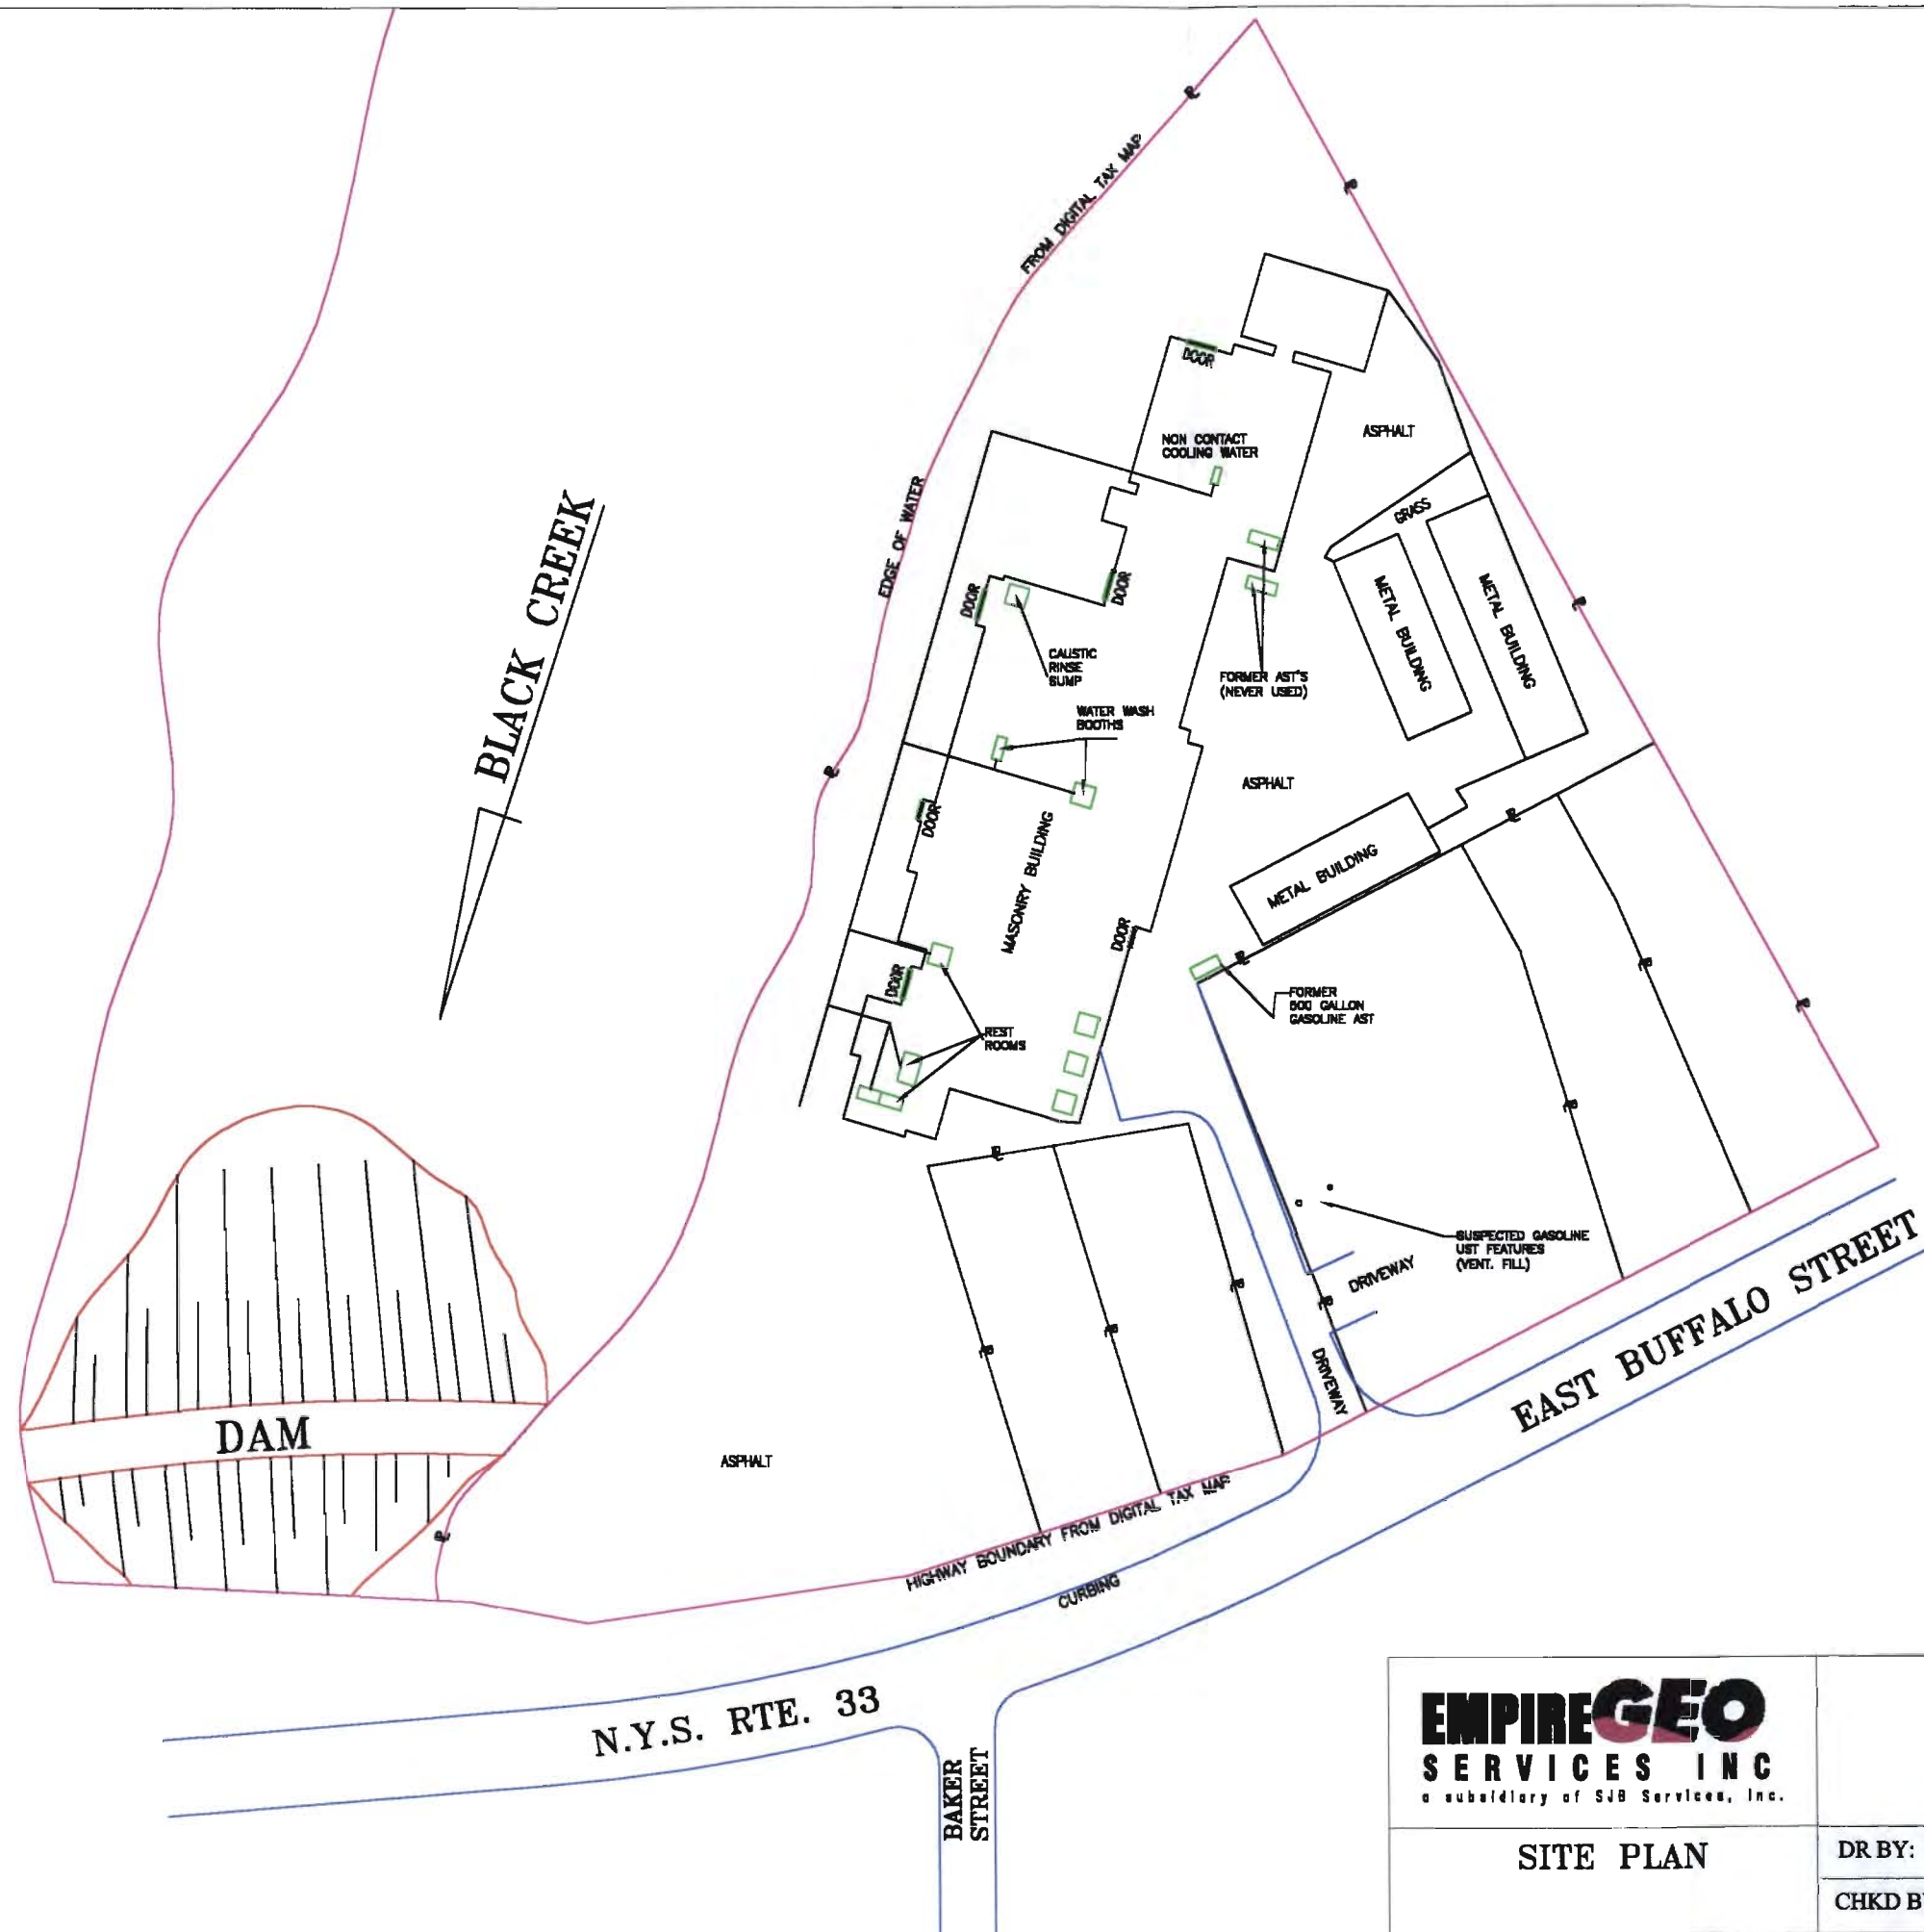 FROM DIGITAL TAX MAP
EDGE OF WATER
BLACK CREEK
DOOR
NON CONTACT
COOLING WATER
ASPHALT
GRASS
METAL BUILDING
METAL BUILDING
DOOR
DOOR
CAUSTIC
RINSE
SUMP
FORMER AST'S
(NEVER USED)
WATER WASH
BOOTHS
ASPHALT
DOOR
MASONRY BUILDING
METAL BUILDING
DOOR
DOOR
FORMER
500 GALLON
GASOLINE AST
REST
ROOMS
SUSPECTED GASOLINE
UST FEATURES
(VENT. FILL)
DRIVEWAY
DRIVEWAY
EAST BUFFALO STREET
DAM
ASPHALT
HIGHWAY BOUNDARY FROM DIGITAL TAX MAP
CURBING
N.Y.S. RTE. 33
BAKER
STREET
EMPIRE GEO
SERVICES INC
a subsidiary of SJB Services, Inc.
SITE PLAN
DR BY:
CHKD B